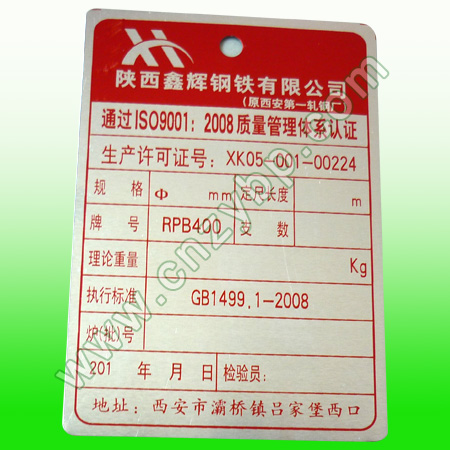 陕西鑫辉钢铁有限公司
(原西安第一轧钢厂)
通过ISO9001：2008质量管理体系认证
生产许可证号：XK05-001-00224
规 格 Φ mm 定尺长度 m
牌 号 RPB400 支 数
理论重量 Kg
执行标准 GB1499.1-2008
炉(批)号
201 年 月 日 检验员：
地址：西安市灞桥镇吕家堡西口
www.cnzybp.com